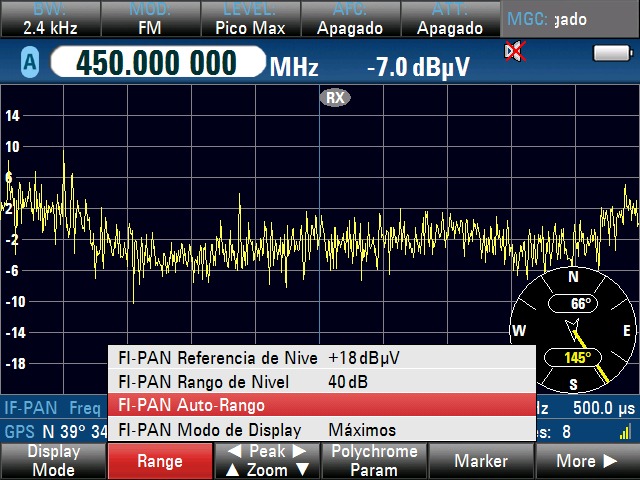 BW: MOD: LEVEL: AFC: ATT: MGC: gado
2.4 kHz FM Pico Max Apagado Apagado
A 450.000 000 MHz -7.0 dBµV
RX
14
10
6
2
-2
-6
-10
-14
-18
N
66°
W E
145°
S
FI-PAN Referencia de Nive +18 dBµV
FI-PAN Rango de Nivel 40 dB
FI-PAN Auto-Rango
FI-PAN Modo de Display Máximos
IF-PAN Freq Hz 500.0 µs
GPS N 39° 34 es: 8
Display Mode
Range
◄ Peak ►
▲ Zoom ▼
Polychrome Param
Marker
More ►